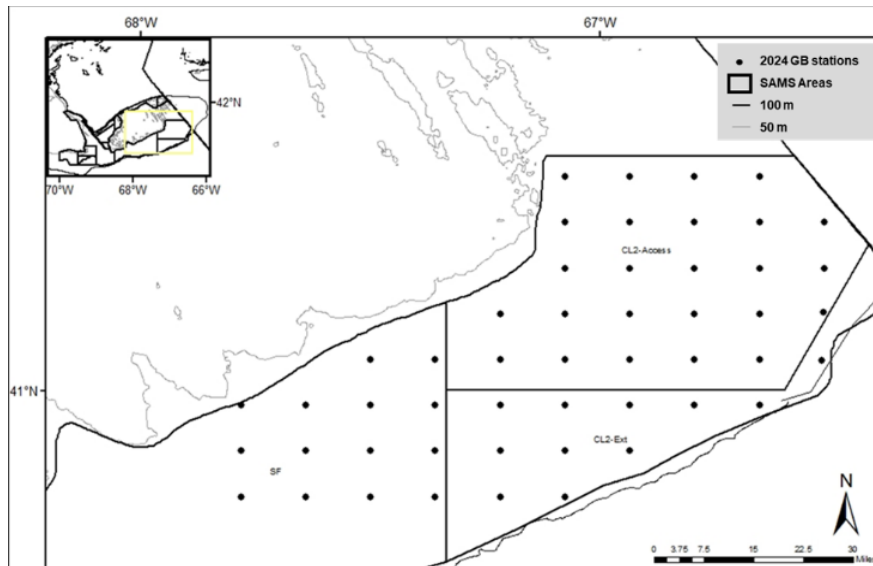 68°W
67°W
42°N
70°W
68°W
66°W
2024 GB stations
SAMS Areas
100 m
50 m
CL2-Access
41°N
CL2-Ext
SF
N
0 3.75 7.5 15 22.5 30
Miles